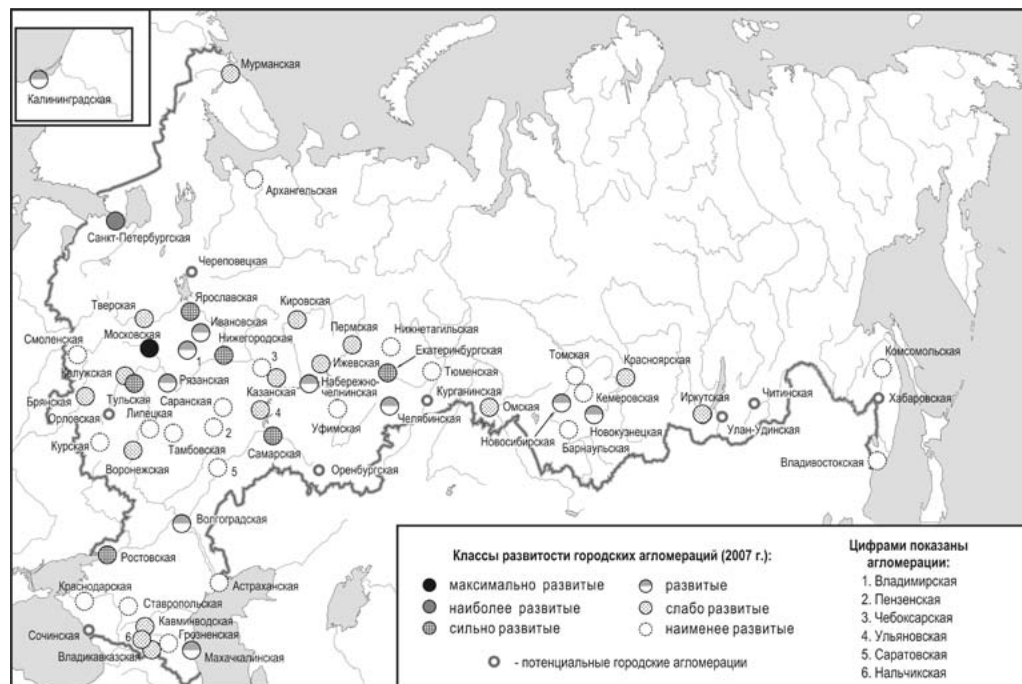 Калининградская
Мурманская
Архангельская
Санкт-Петербургская
Череповецкая
Ярославская
Тверская
Ивановская
Кировская
Московская
Нижегородская
Пермская
Нижнетагильская
Смоленская
1
3
Ижевская
Екатеринбургская
Тюменская
Томская
Красноярская
Комсомольская
Калужская
Рязанская
Казанская
Набережно-
челнинская
Курганинская
Кемеровская
Иркутская
Читинская
Хабаровская
Брянская
Тульская
Саранская
4
Челябинская
Омская
Орловская
Липецкая
2
Уфимская
Новосибирская
Новокузнецкая
Улан-Удинская
Курская
Тамбовская
Самарская
Барнаульская
Воронежская
5
Оренбургская
Владивостокская
Волгоградская
Ростовская
Астраханская
Краснодарская
Ставропольская
Кавминводская
Сочинская
6
Грозненская
Владикавказская
Махачкалинская
Классы развитости городских агломераций (2007 г.):
максимально развитые
развитые
наиболее развитые
слабо развитые
сильно развитые
наименее развитые
- потенциальные городские агломерации
Цифрами показаны
агломерации:
1. Владимирская
2. Пензенская
3. Чебоксарская
4. Ульяновская
5. Саратовская
6. Нальчикская